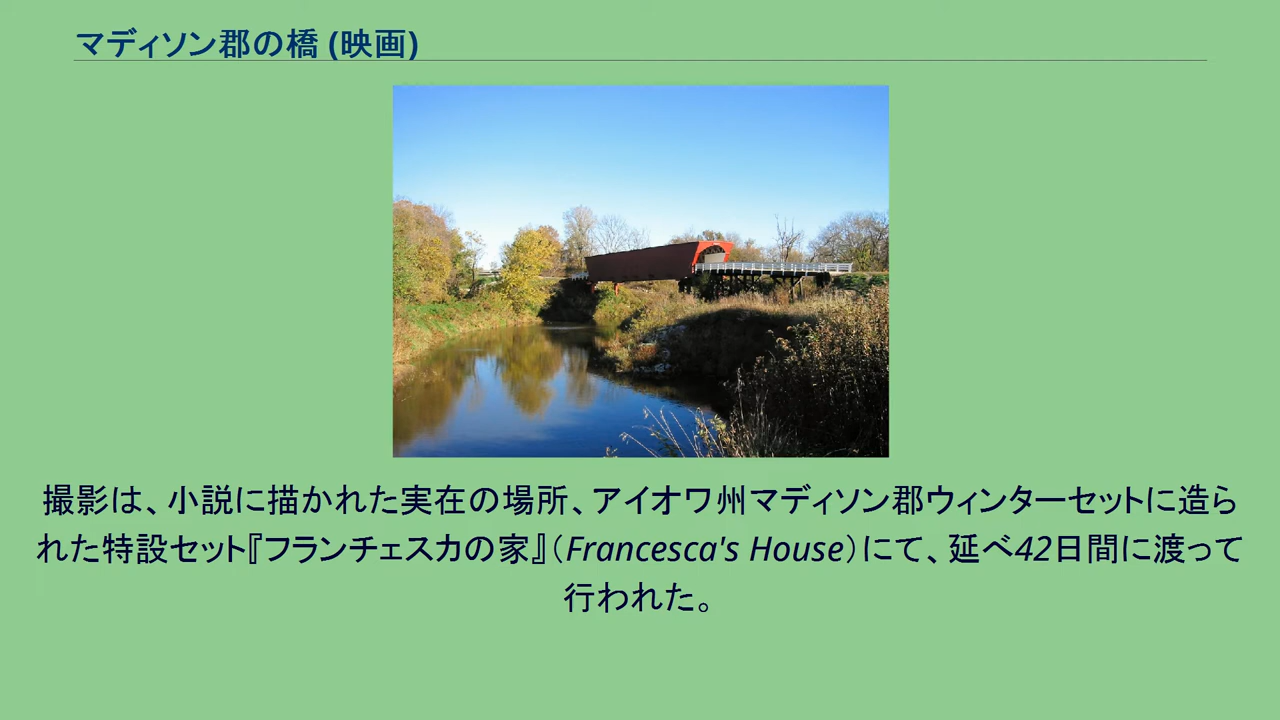 マディソン郡の橋 (映画)
撮影は、小説に描かれた実在の場所、アイオワ州マディソン郡ウィンターセットに造ら
れた特設セット『フランチェスカの家』（Francesca's House）にて、延べ42日間に渡って
行われた。